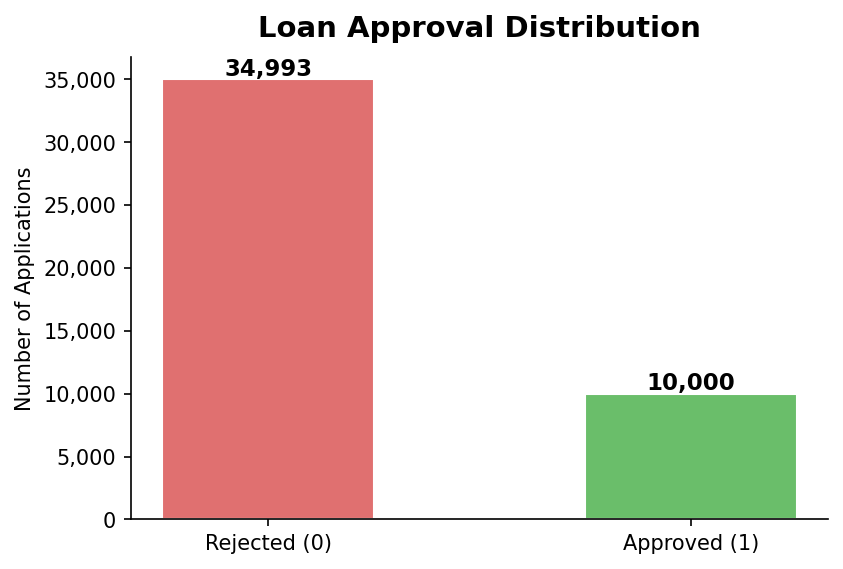 Loan Approval Distribution
Number of Applications
35,000
30,000
25,000
20,000
15,000
10,000
5,000
0
34,993
10,000
Rejected (0)
Approved (1)